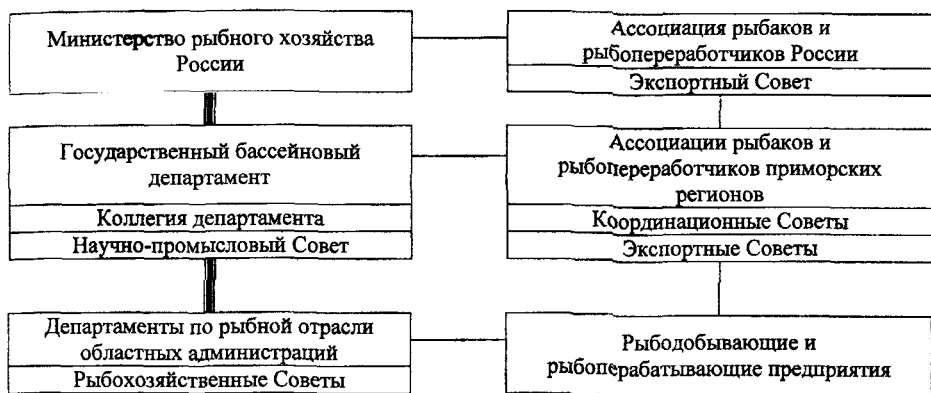 Министерство рыбного хозяйства
России
Ассоциация рыбаков и
рыбопереработчиков России
Экспортный Совет
Государственный бассейновый
департамент
Коллегия департамента
Научно-промысловый Совет
Ассоциации рыбаков и
рыбопереработчиков приморских
регионов
Координационные Советы
Экспортные Советы
Департаменты по рыбной отрасли
областных администраций
Рыбохозяйственные Советы
Рыбодобывающие и
рыбоперерабатывающие предприятия